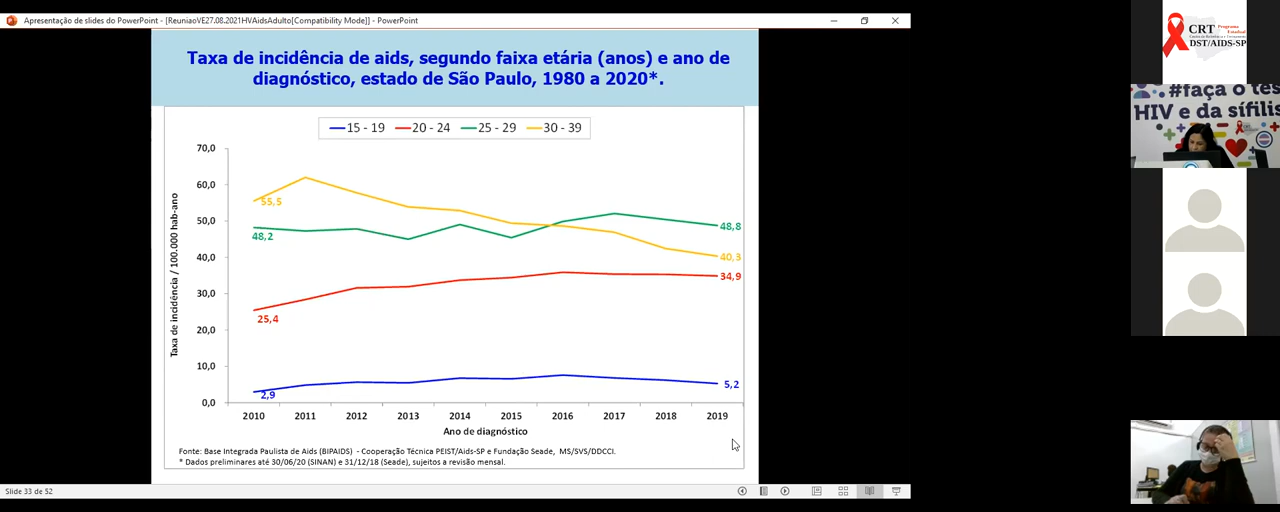 Apresentação de slides do PowerPoint - [ReuniaoVE27.08.2021HVAidsAdulto[Compatibility Mode]] - PowerPoint
Taxa de incidência de aids, segundo faixa etária (anos) e ano de
diagnóstico, estado de São Paulo, 1980 a 2020*.
15 - 19 20 - 24 25 - 29 30 - 39
Taxa de incidência / 100.000 hab-ano
70,0
60,0
50,0
40,0
30,0
20,0
10,0
0,0
55,5
48,2
25,4
2,9
48,8
40,3
34,9
5,2
2010 2011 2012 2013 2014 2015 2016 2017 2018 2019
Ano de diagnóstico
Fonte: Base Integrada Paulista de Aids (BIPAIDS) - Cooperação Técnica PEIST/Aids-SP e Fundação Seade, MS/SVS/DDCCI.
* Dados preliminares até 30/06/20 (SINAN) e 31/12/18 (Seade), sujeitos a revisão mensal.
Slide 33 de 52
CRT Programa
Estadual
DST/AIDS-SP
#faça o tes
HIV e da sífilis